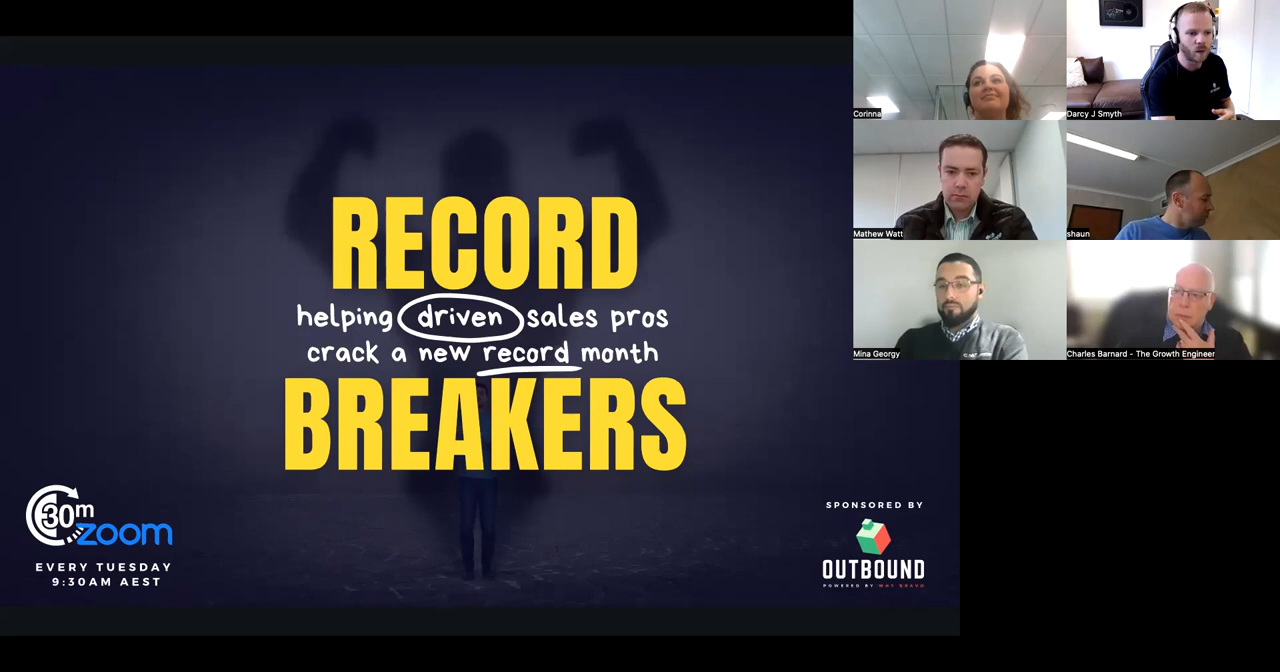 RECORD
helping driven sales pros
crack a new record month
BREAKERS
30m
zoom
EVERY TUESDAY
9:30AM AEST
SPONSORED BY
OUTBOUND
POWERED BY WHY BRAVO
Corinna
Darcy J Smyth
Mathew Watt
shaun
Mina Georgy
Charles Barnard - The Growth Engineer